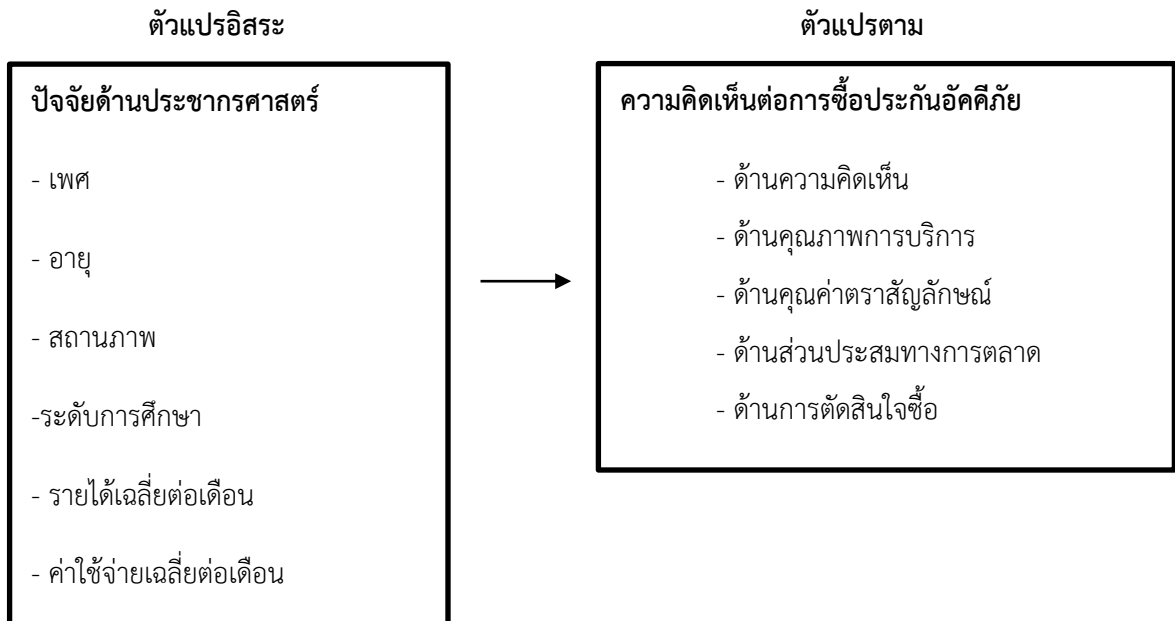 ตัวแปรอิสระ
ปัจจัยด้านประชากรศาสตร์
- เพศ
- อายุ
- สถานภาพ
-ระดับการศึกษา
- รายได้เฉลี่ยต่อเดือน
- ค่าใช้จ่ายเฉลี่ยต่อเดือน
ตัวแปรตาม
ความคิดเห็นต่อการซื้อประกันอัคคีภัย
- ด้านความคิดเห็น
- ด้านคุณภาพการบริการ
- ด้านคุณค่าตราสัญลักษณ์
- ด้านส่วนประสมทางการตลาด
- ด้านการตัดสินใจซื้อ